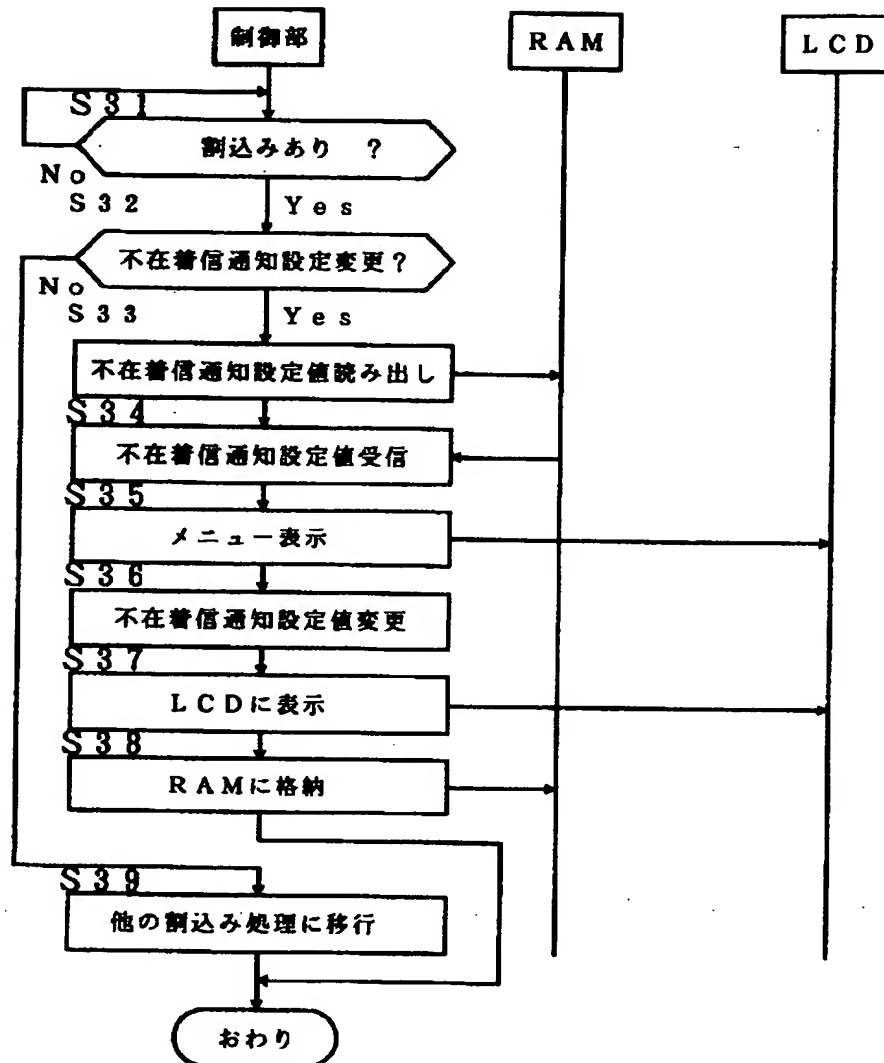 制御部
RAM
LCD
S31
割込みあり ?
No
S32
Yes
不在着信通知設定変更?
No
S33
Yes
不在着信通知設定値読み出し
S34
不在着信通知設定値受信
S35
メニュー表示
S36
不在着信通知設定値変更
S37
LCDに表示
S38
RAMに格納
S39
他の割込み処理に移行
おわり